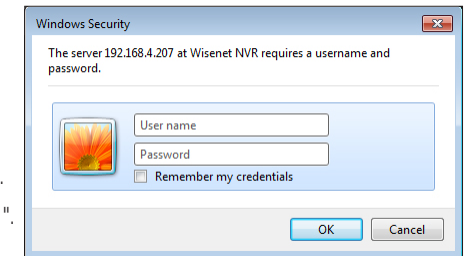 Windows Security
The server 192.168.4.207 at Wisenet NVR requires a username and
password.
User name
Password
Remember my credentials
.
".
OK
Cancel